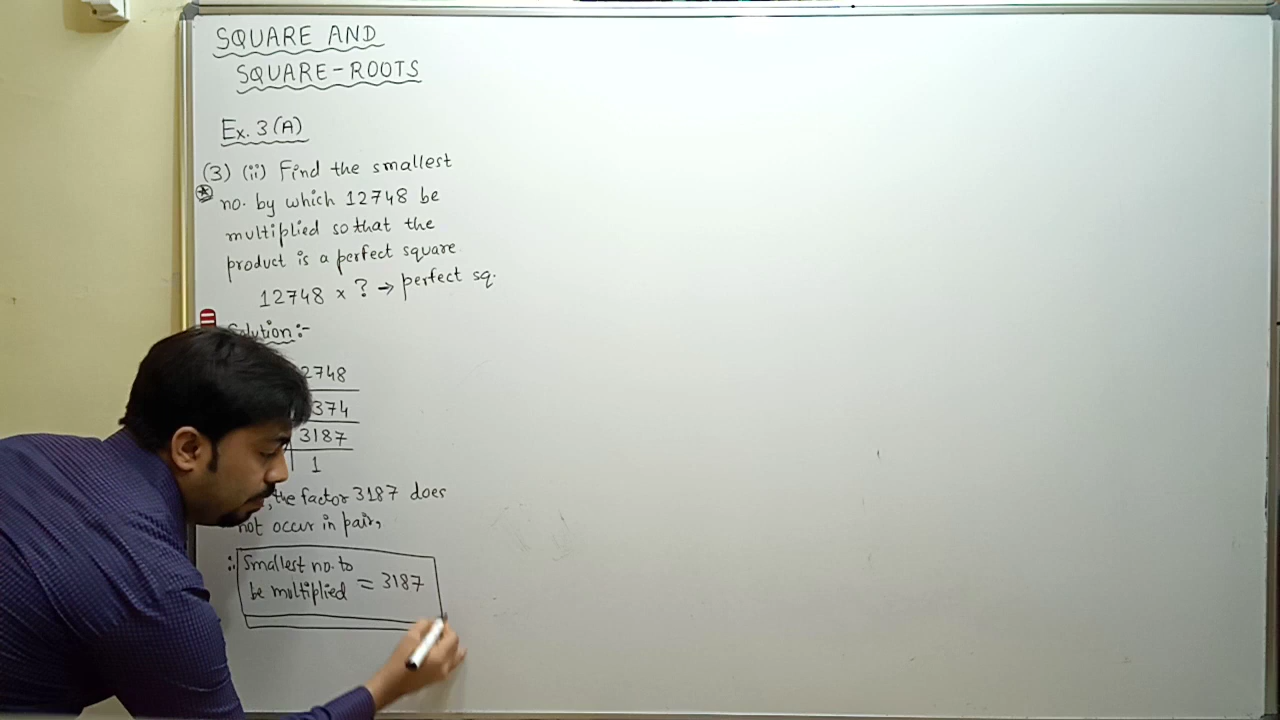 SQUARE AND
SQUARE-ROOTS
Ex. 3(A)
(3) (ii) Find the smallest
no. by which 12748 be
multiplied so that the
product is a perfect square
12748 × ? → perfect sq.
Solution:-
2748
374
3187
1
the factor 3187 does
not occur in pair,
∴ Smallest no. to
be multiplied = 3187